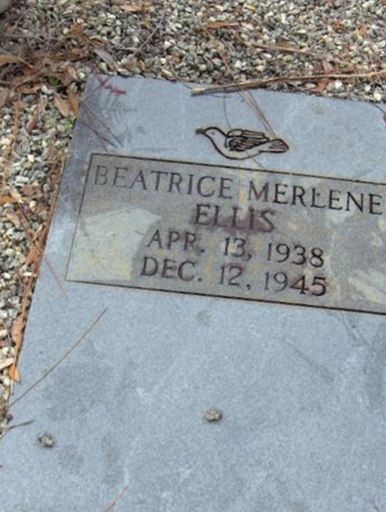 BEATRICE MERLENE
ELLIS
APR. 13, 1938
DEC. 12, 1945